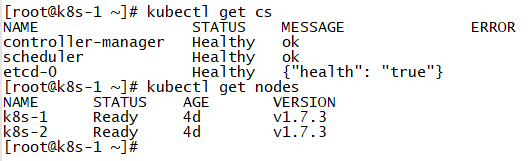 [root@k8s-1 ~]# kubectl get cs
NAME                 STATUS    MESSAGE              ERROR
controller-manager   Healthy   ok
scheduler            Healthy   ok
etcd-0               Healthy   {"health": "true"}
[root@k8s-1 ~]# kubectl get nodes
NAME      STATUS    AGE       VERSION
k8s-1     Ready     4d        v1.7.3
k8s-2     Ready     4d        v1.7.3
[root@k8s-1 ~]#